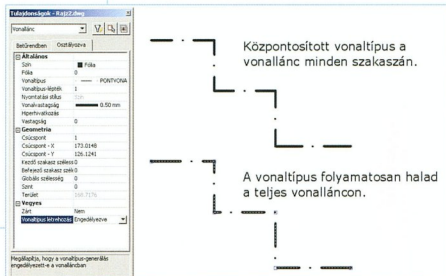 Tulajdonságok - Rajz2.dwg
Vonallánc
Betűrendben Osztályozva
Általános
Szín Fólia
Fólia 0
Vonaltípus PONTVONA
Vonaltípus-lépték 1
Nyomtatási stílus
Vonalvastagság 0.50 mm
Hiperhivatkozás
Vastagság 0
Geometria
Csúcspont 1
Csúcspont - X 173.0148
Csúcspont - Y 126.1241
Kezdő szakasz széless 0
Befejező szakasz széle 0
Globális szélesség 0
Szint 0
Terület
Vegyes
Zárt Nem
Vonaltípus létrehozás Engedélyezve
Megállapítja, hogy a vonaltípus-generálás
engedélyezett-e a vonalláncban
Központosított vonaltípus a
vonallánc minden szakaszán.
A vonaltípus folyamatosan halad
a teljes vonalláncon.